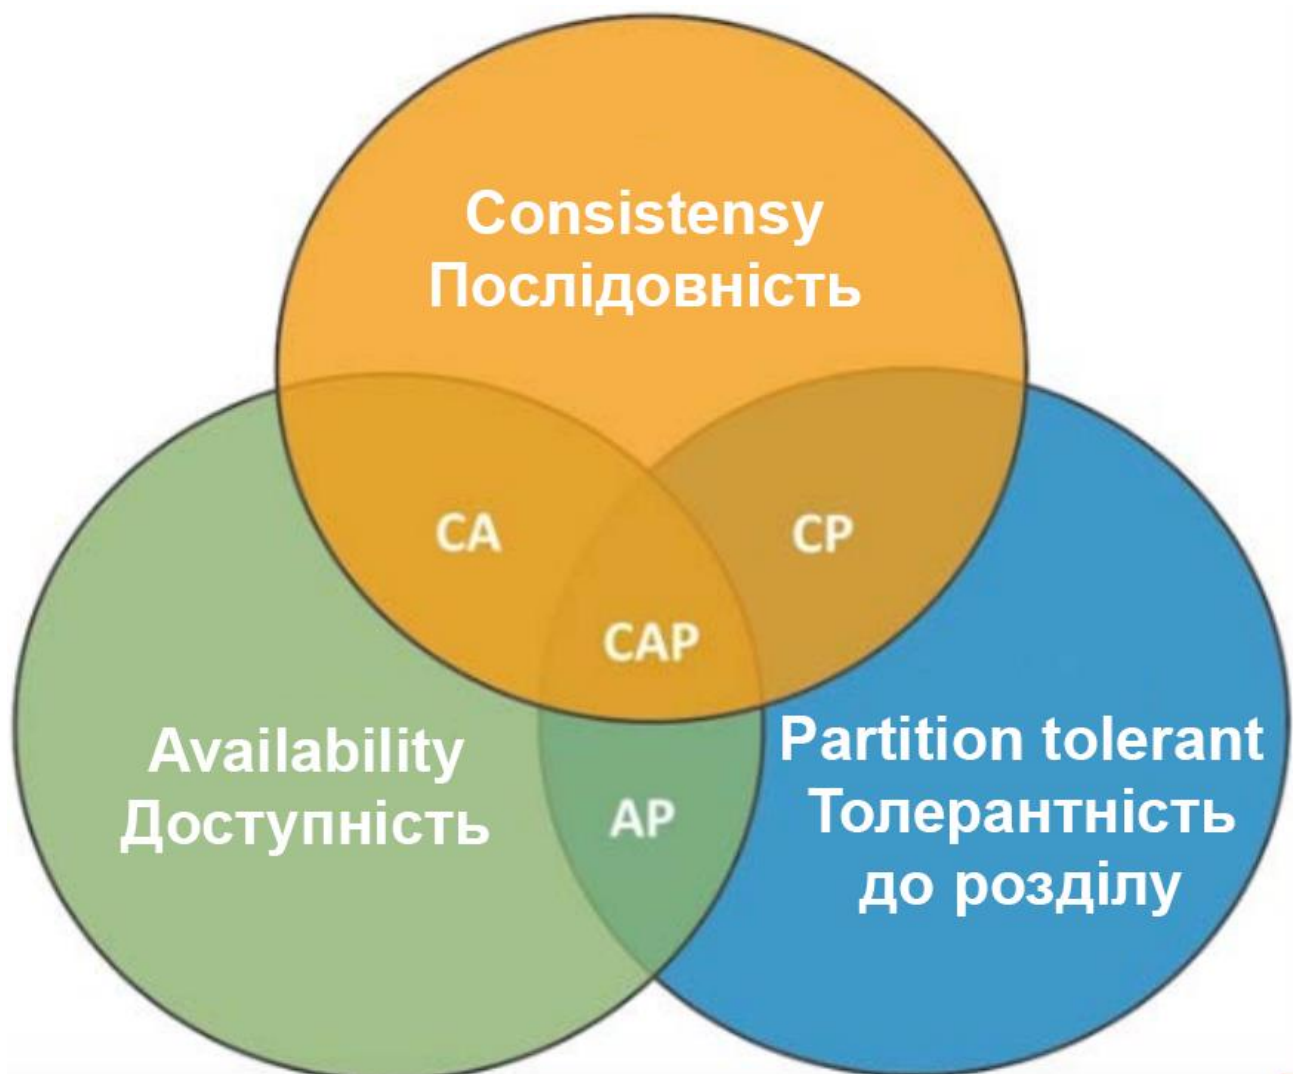 Consistensy
Послідовність
CA
CP
CAP
Availability
Доступність
AP
Partition tolerant
Толерантність
до розділу